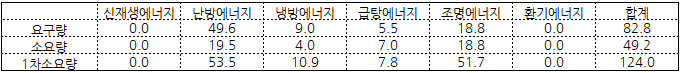 신재생에너지 난방에너지 냉방에너지 급탕에너지 조명에너지 환기에너지 합계
요구량 0.0 49.6 9.0 5.5 18.8 0.0 82.8
소요량 0.0 19.5 4.0 7.0 18.8 0.0 49.2
1차소요량 0.0 53.5 10.9 7.8 51.7 0.0 124.0